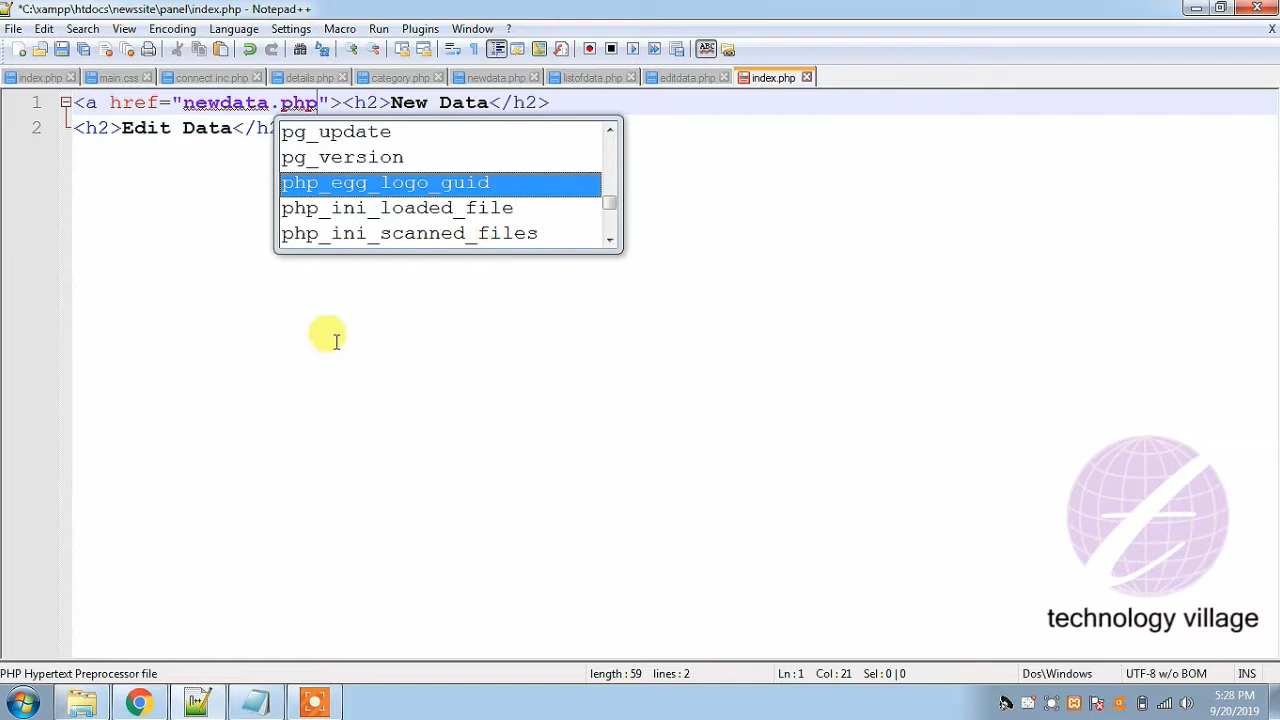 *C:\xampp\htdocs\newssite\panel\index.php - Notepad++
File Edit Search View Encoding Language Settings Macro Run Plugins Window ? X
index.php main.css connect.inc.php details.php category.php newdata.php listofdata.php editdata.php index.php
1 <a href="newdata.php"><h2>New Data</h2>
2 <h2>Edit Data</h2
pg_update
pg_version
php_egg_logo_guid
php_ini_loaded_file
php_ini_scanned_files
technology village
PHP Hypertext Preprocessor file length : 59 lines : 2 Ln : 1 Col : 21 Sel : 0 | 0 Dos\Windows UTF-8 w/o BOM INS
5:28 PM
9/20/2019